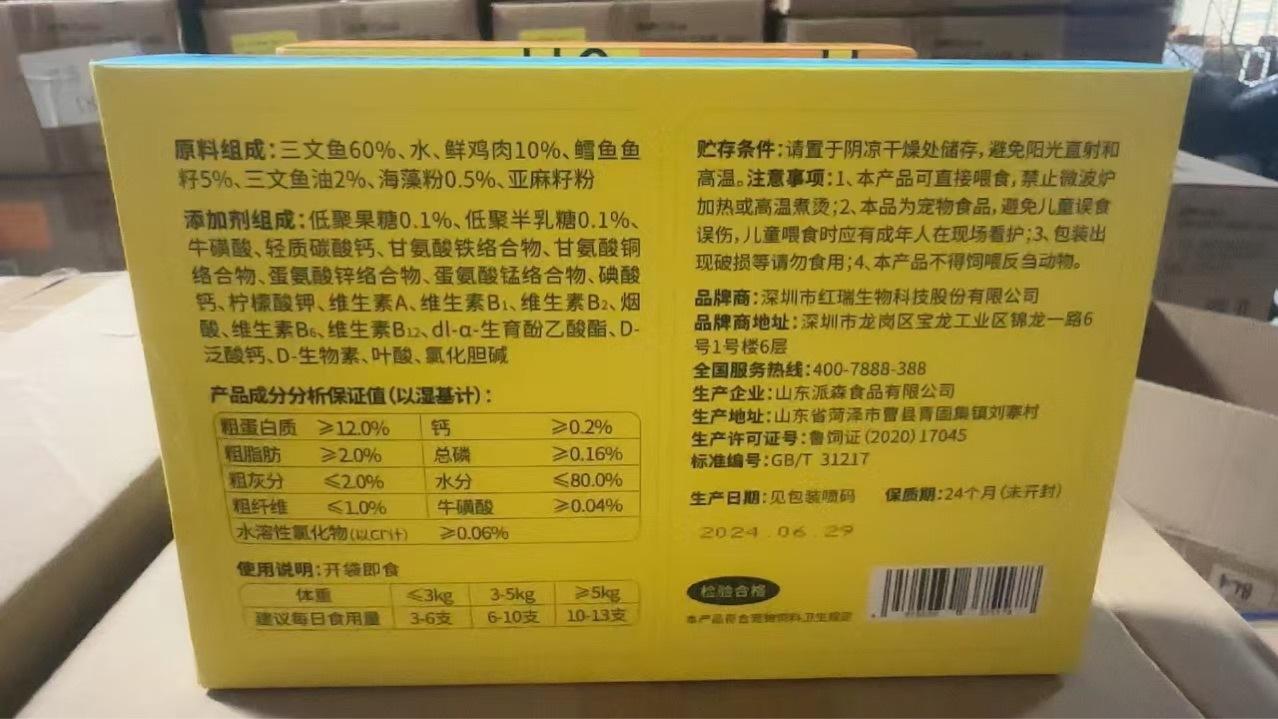 原料组成:三文鱼60%、水、鲜鸡肉10%、鳕鱼鱼
籽5%、三文鱼油2%、海藻粉0.5%、亚麻籽粉
添加剂组成:低聚果糖0.1%、低聚半乳糖0.1%、
牛磺酸、轻质碳酸钙、甘氨酸铁络合物、甘氨酸铜
络合物、蛋氨酸锌络合物、蛋氨酸锰络合物、碘酸
钙、柠檬酸钾、维生素A、维生素B₁、维生素B₂、烟
酸、维生素B₆、维生素B₁₂、dl-α-生育酚乙酸酯、D-
泛酸钙、D-生物素、叶酸、氯化胆碱
产品成分分析保证值(以湿基计):
粗蛋白质 ≥12.0% 钙 ≥0.2%
粗脂肪 ≥2.0% 总磷 ≥0.16%
粗灰分 ≤2.0% 水分 ≤80.0%
粗纤维 ≤1.0% 牛磺酸 ≥0.04%
水溶性氯化物(以Cl⁻计) ≥0.06%
使用说明:开袋即食
体重 ≤3kg 3-5kg ≥5kg
建议每日食用量 3-6支 6-10支 10-13支
贮存条件:请置于阴凉干燥处储存,避免阳光直射和
高温。注意事项:1、本产品可直接喂食,禁止微波炉
加热或高温煮烫;2、本品为宠物食品,避免儿童误食
误伤,儿童喂食时应有成年人在现场看护;3、包装出
现破损等请勿食用;4、本产品不得饲喂反刍动物。
品牌商:深圳市红瑞生物科技股份有限公司
品牌商地址:深圳市龙岗区宝龙工业区锦龙一路6
号1号楼6层
全国服务热线:400-7888-388
生产企业:山东派森食品有限公司
生产地址:山东省菏泽市曹县青固集镇刘寨村
生产许可证号:鲁饲证(2020)17045
标准编号:GB/T 31217
生产日期:见包装喷码 保质期:24个月(未开封)
2024.06.29
检验合格
本产品符合宠物饲料卫生规定